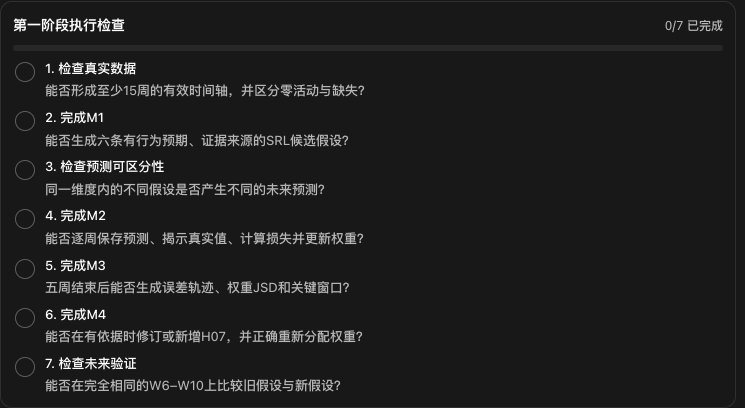 第一阶段执行检查
0/7 已完成
1. 检查真实数据
能否形成至少15周的有效时间轴，并区分零活动与缺失？
2. 完成M1
能否生成六条有行为预期、证据来源的SRL候选假设？
3. 检查预测可区分性
同一维度内的不同假设是否产生不同的未来预测？
4. 完成M2
能否逐周保存预测、揭示真实值、计算损失并更新权重？
5. 完成M3
五周结束后能否生成误差轨迹、权重JSD和关键窗口？
6. 完成M4
能否在有依据时修订或新增H07，并正确重新分配权重？
7. 检查未来验证
能否在完全相同的W6–W10上比较旧假设与新假设？